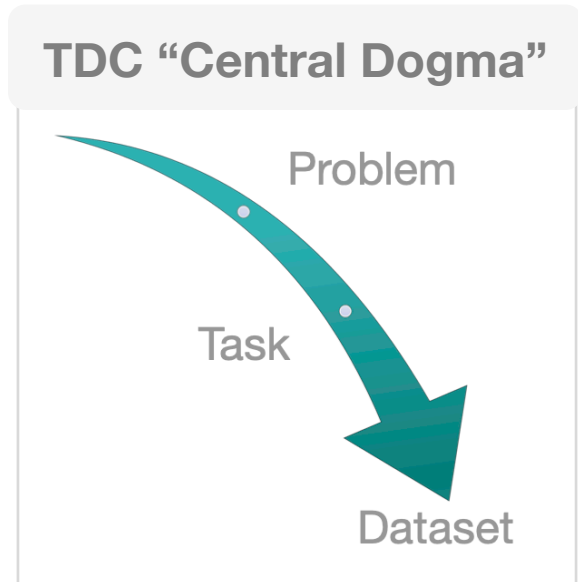 TDC “Central Dogma”
Problem
Task
Dataset